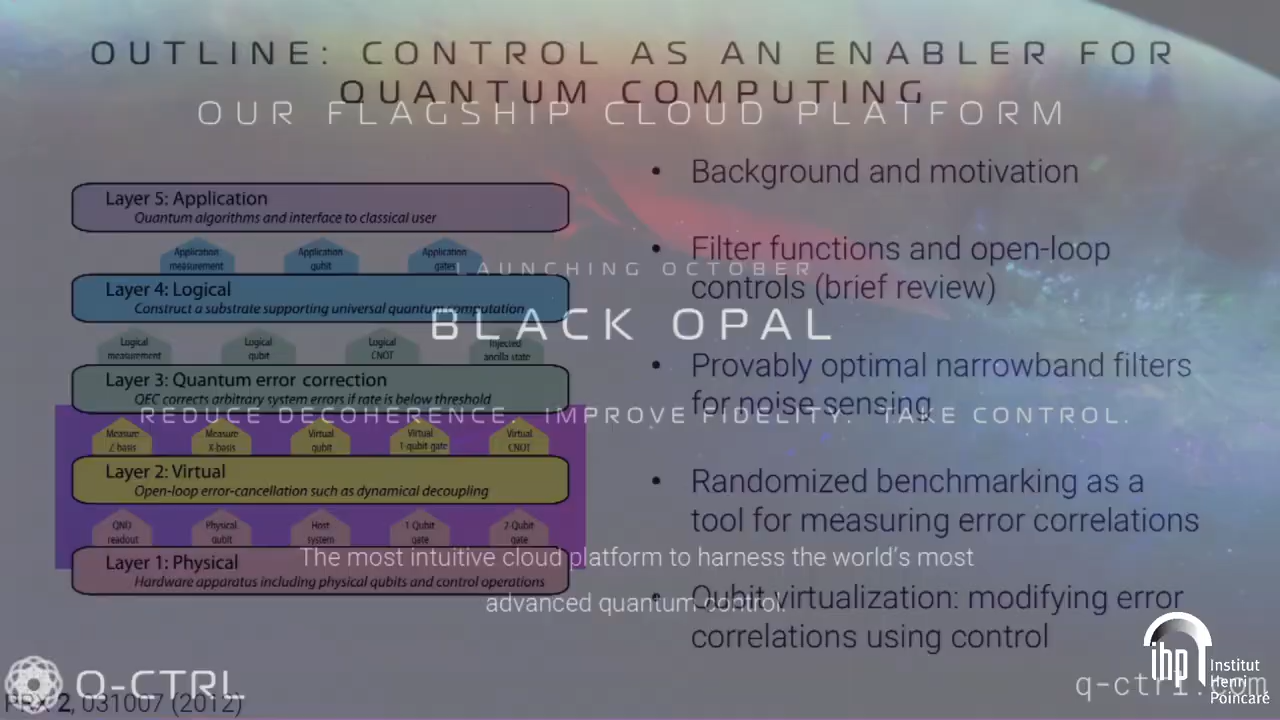 OUTLINE: CONTROL AS AN ENABLER FOR
QUANTUM COMPUTING
OUR FLAGSHIP CLOUD PLATFORM
Layer 5: Application
Quantum algorithms and interface to classical user
Application measurement
Application qubit
Application gates
Layer 4: Logical
Construct a substrate supporting universal quantum computation
Logical measurement
Logical qubit
Logical CNOT
Injected ancilla state
Layer 3: Quantum error correction
QEC corrects arbitrary system errors if rate is below threshold
Measure Z-basis
Measure X-basis
Virtual qubit
Virtual 1-qubit gate
Virtual CNOT
Layer 2: Virtual
Open-loop error-cancellation such as dynamical decoupling
QND readout
Physical qubit
Host system
1-Qubit gate
2-Qubit gate
Layer 1: Physical
Hardware apparatus including physical qubits and control operations
• Background and motivation
• Filter functions and open-loop
controls (brief review)
• Provably optimal narrowband filters
for noise sensing
• Randomized benchmarking as a
tool for measuring error correlations
• Qubit virtualization: modifying error
correlations using control
LAUNCHING OCTOBER
BLACK OPAL
REDUCE DECOHERENCE. IMPROVE FIDELITY. TAKE CONTROL.
The most intuitive cloud platform to harness the world's most
advanced quantum control.
Q-CTRL
PRX 2, 031007 (2012)
q-ctrl.com
ihp
Institut
Henri
Poincaré